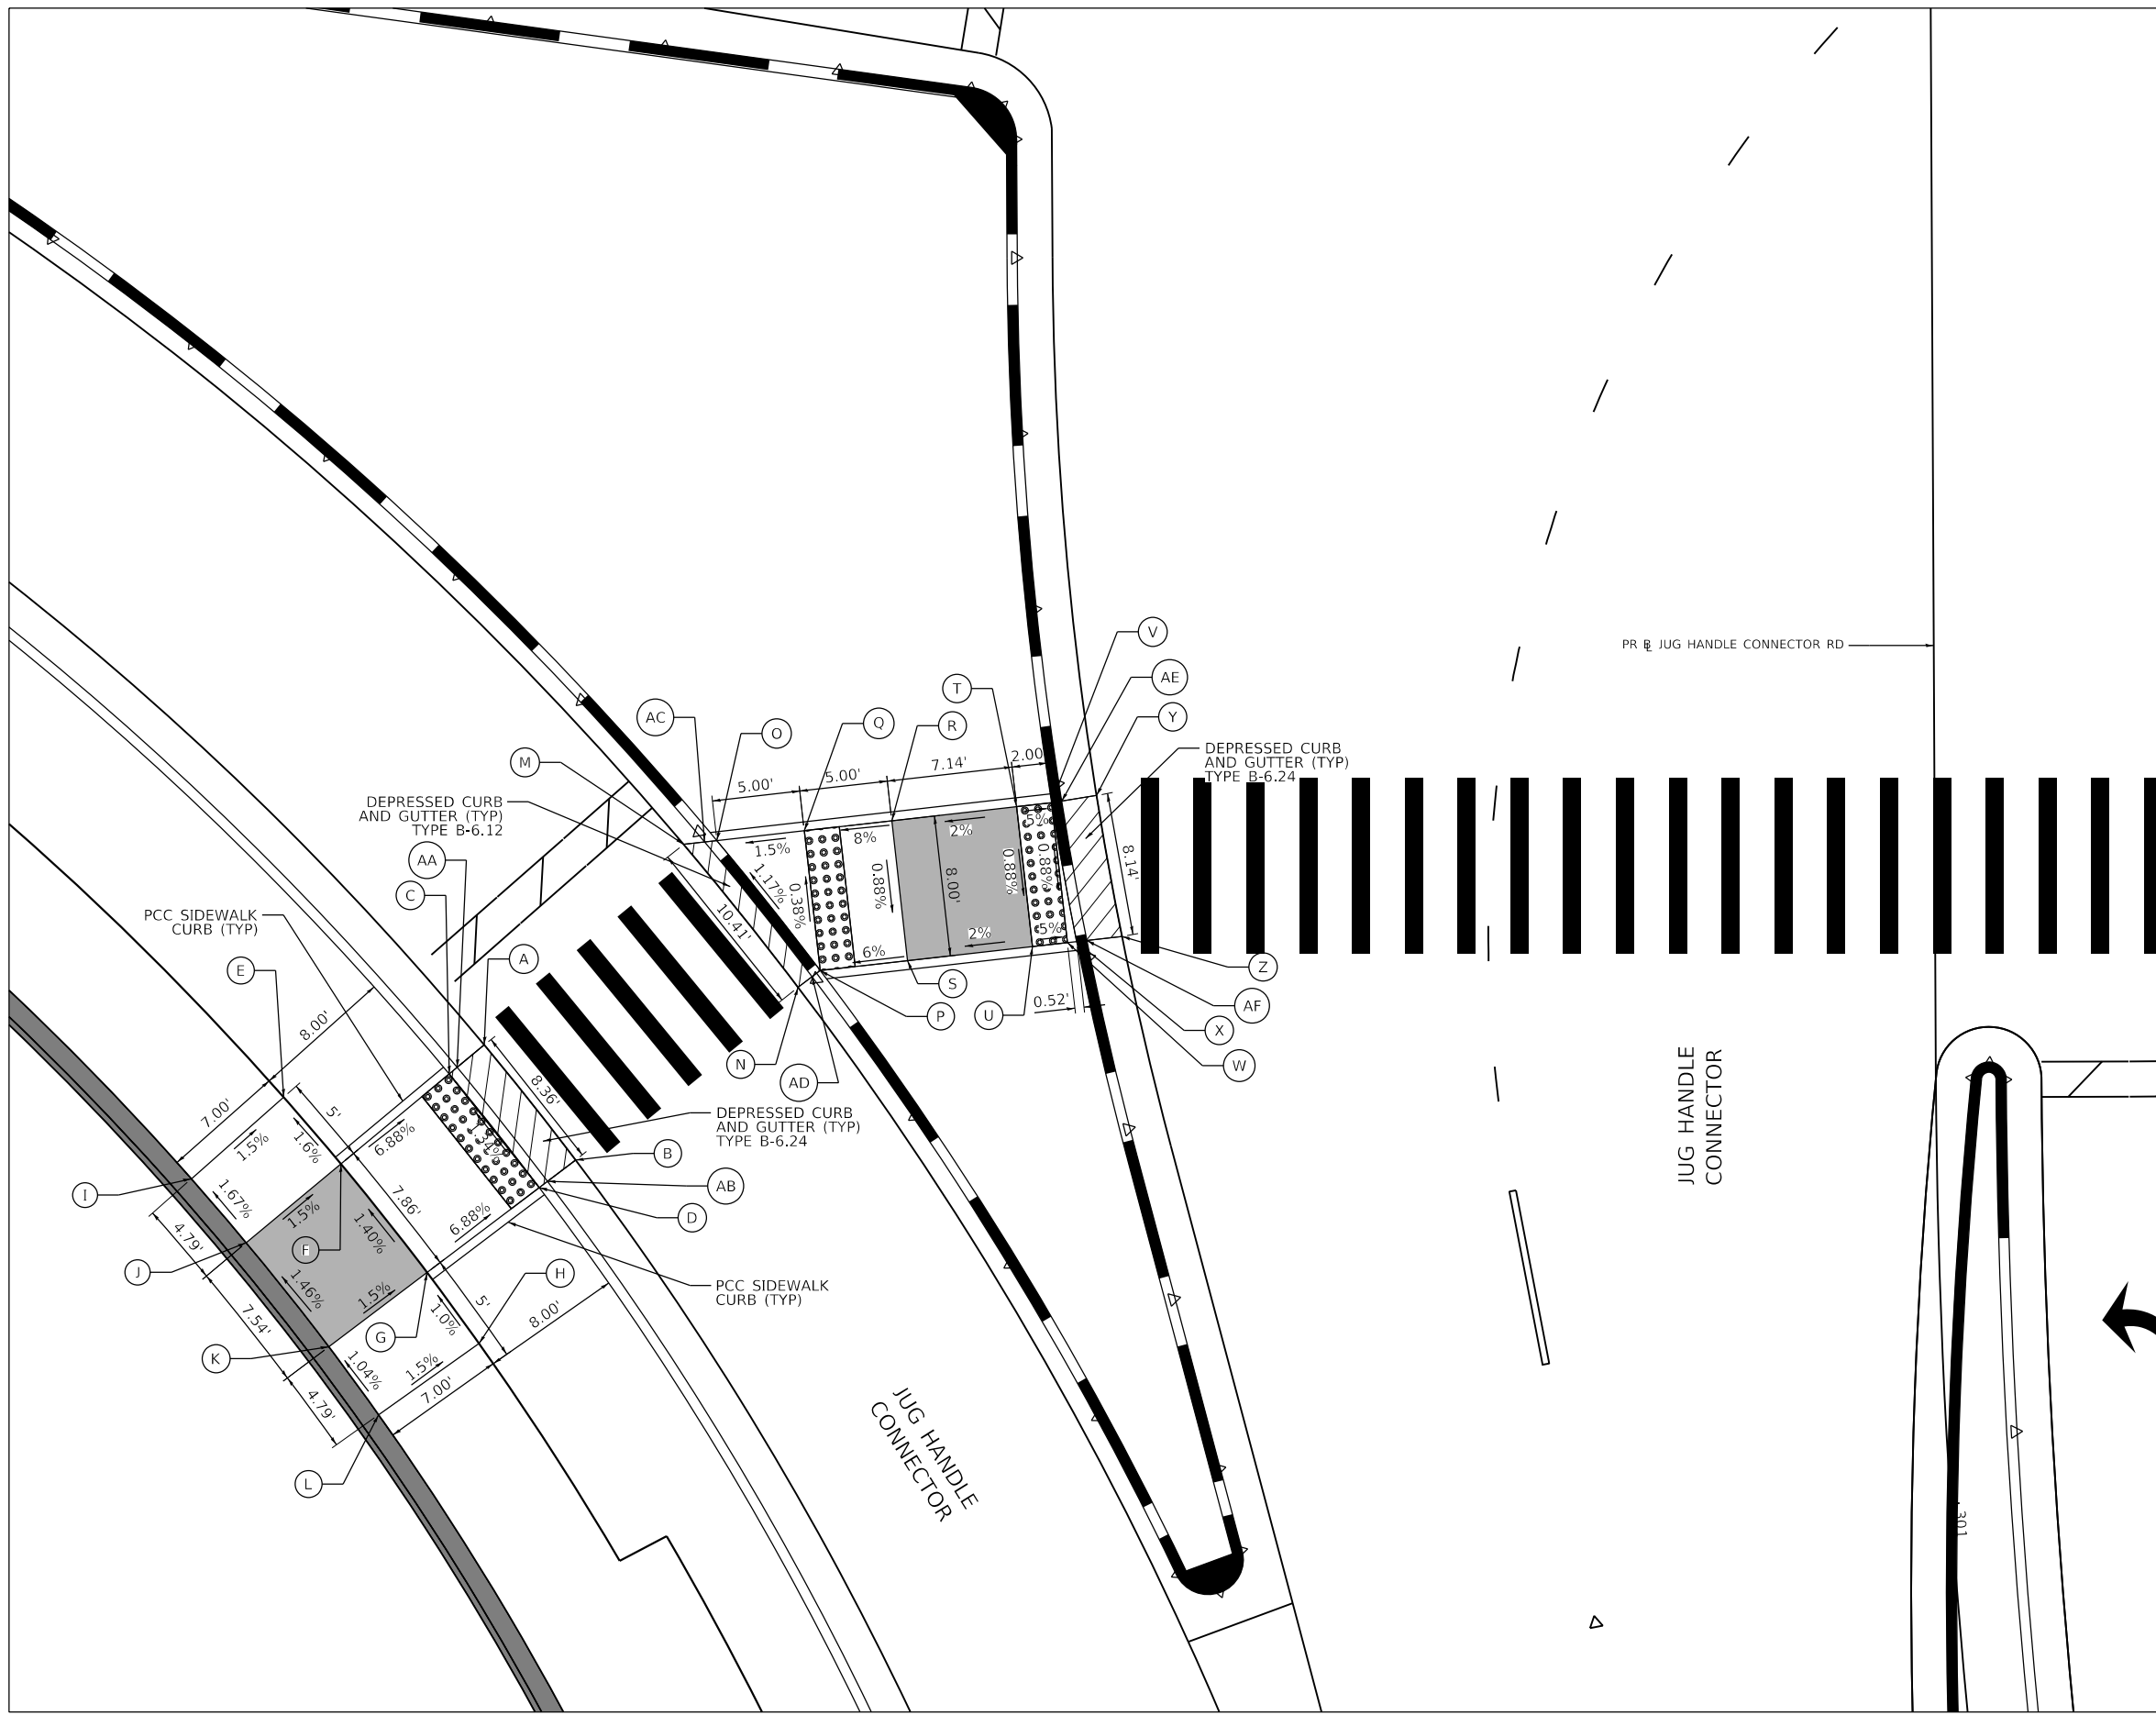 V
PR BL JUG HANDLE CONNECTOR RD
AE
T
AC
Q
R
Y
O
2.00
DEPRESSED CURB
AND GUTTER (TYP)
TYPE B-6.24
M
7.14'
5.00'
5.00'
DEPRESSED CURB
AND GUTTER (TYP)
TYPE B-6.12
5%
2%
8%
1.5%
AA
8.14'
1.17%
0.88%
0.88%
0.88%
8.00'
C
0.38%
PCC SIDEWALK
CURB (TYP)
10.41'
5%
2%
6%
A
E
Z
S
0.52'
AF
P
U
X
8.00'
N
W
AD
8.36'
7.00'
5'
DEPRESSED CURB
AND GUTTER (TYP)
TYPE B-6.24
1.5%
1.6%
6.88%
B
JUG HANDLE
CONNECTOR
I
1.67%
AB
7.86'
1.5%
6.88%
D
4.79'
1.40%
F
J
H
1.46%
1.5%
PCC SIDEWALK
CURB (TYP)
5'
8.00'
7.54'
1.0%
G
K
1.04%
1.5%
7.00'
4.79'
JUG HANDLE
CONNECTOR
L
301